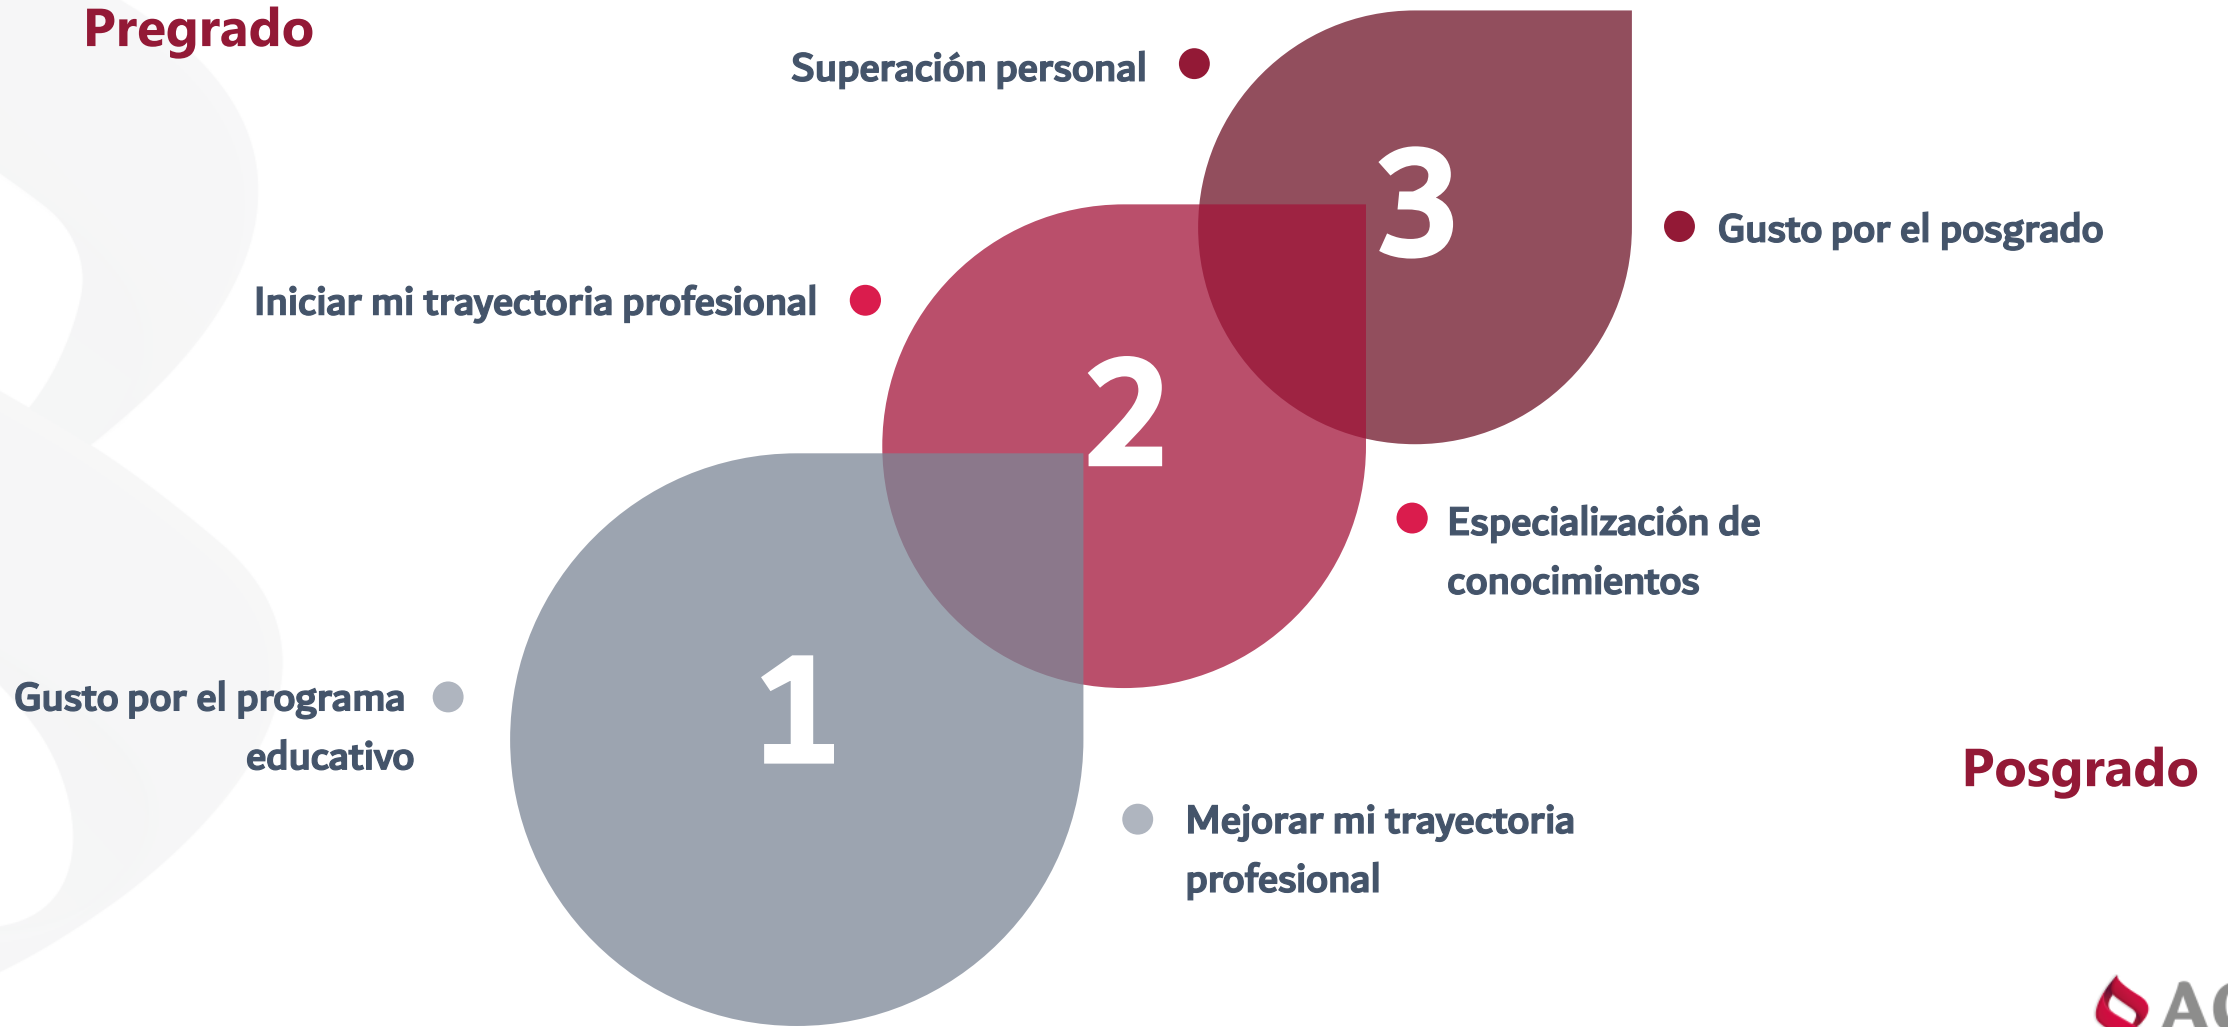 Pregrado
Superación personal
3
Gusto por el posgrado
Iniciar mi trayectoria profesional
2
Especialización de
conocimientos
Gusto por el programa
educativo
1
Mejorar mi trayectoria
profesional
Posgrado